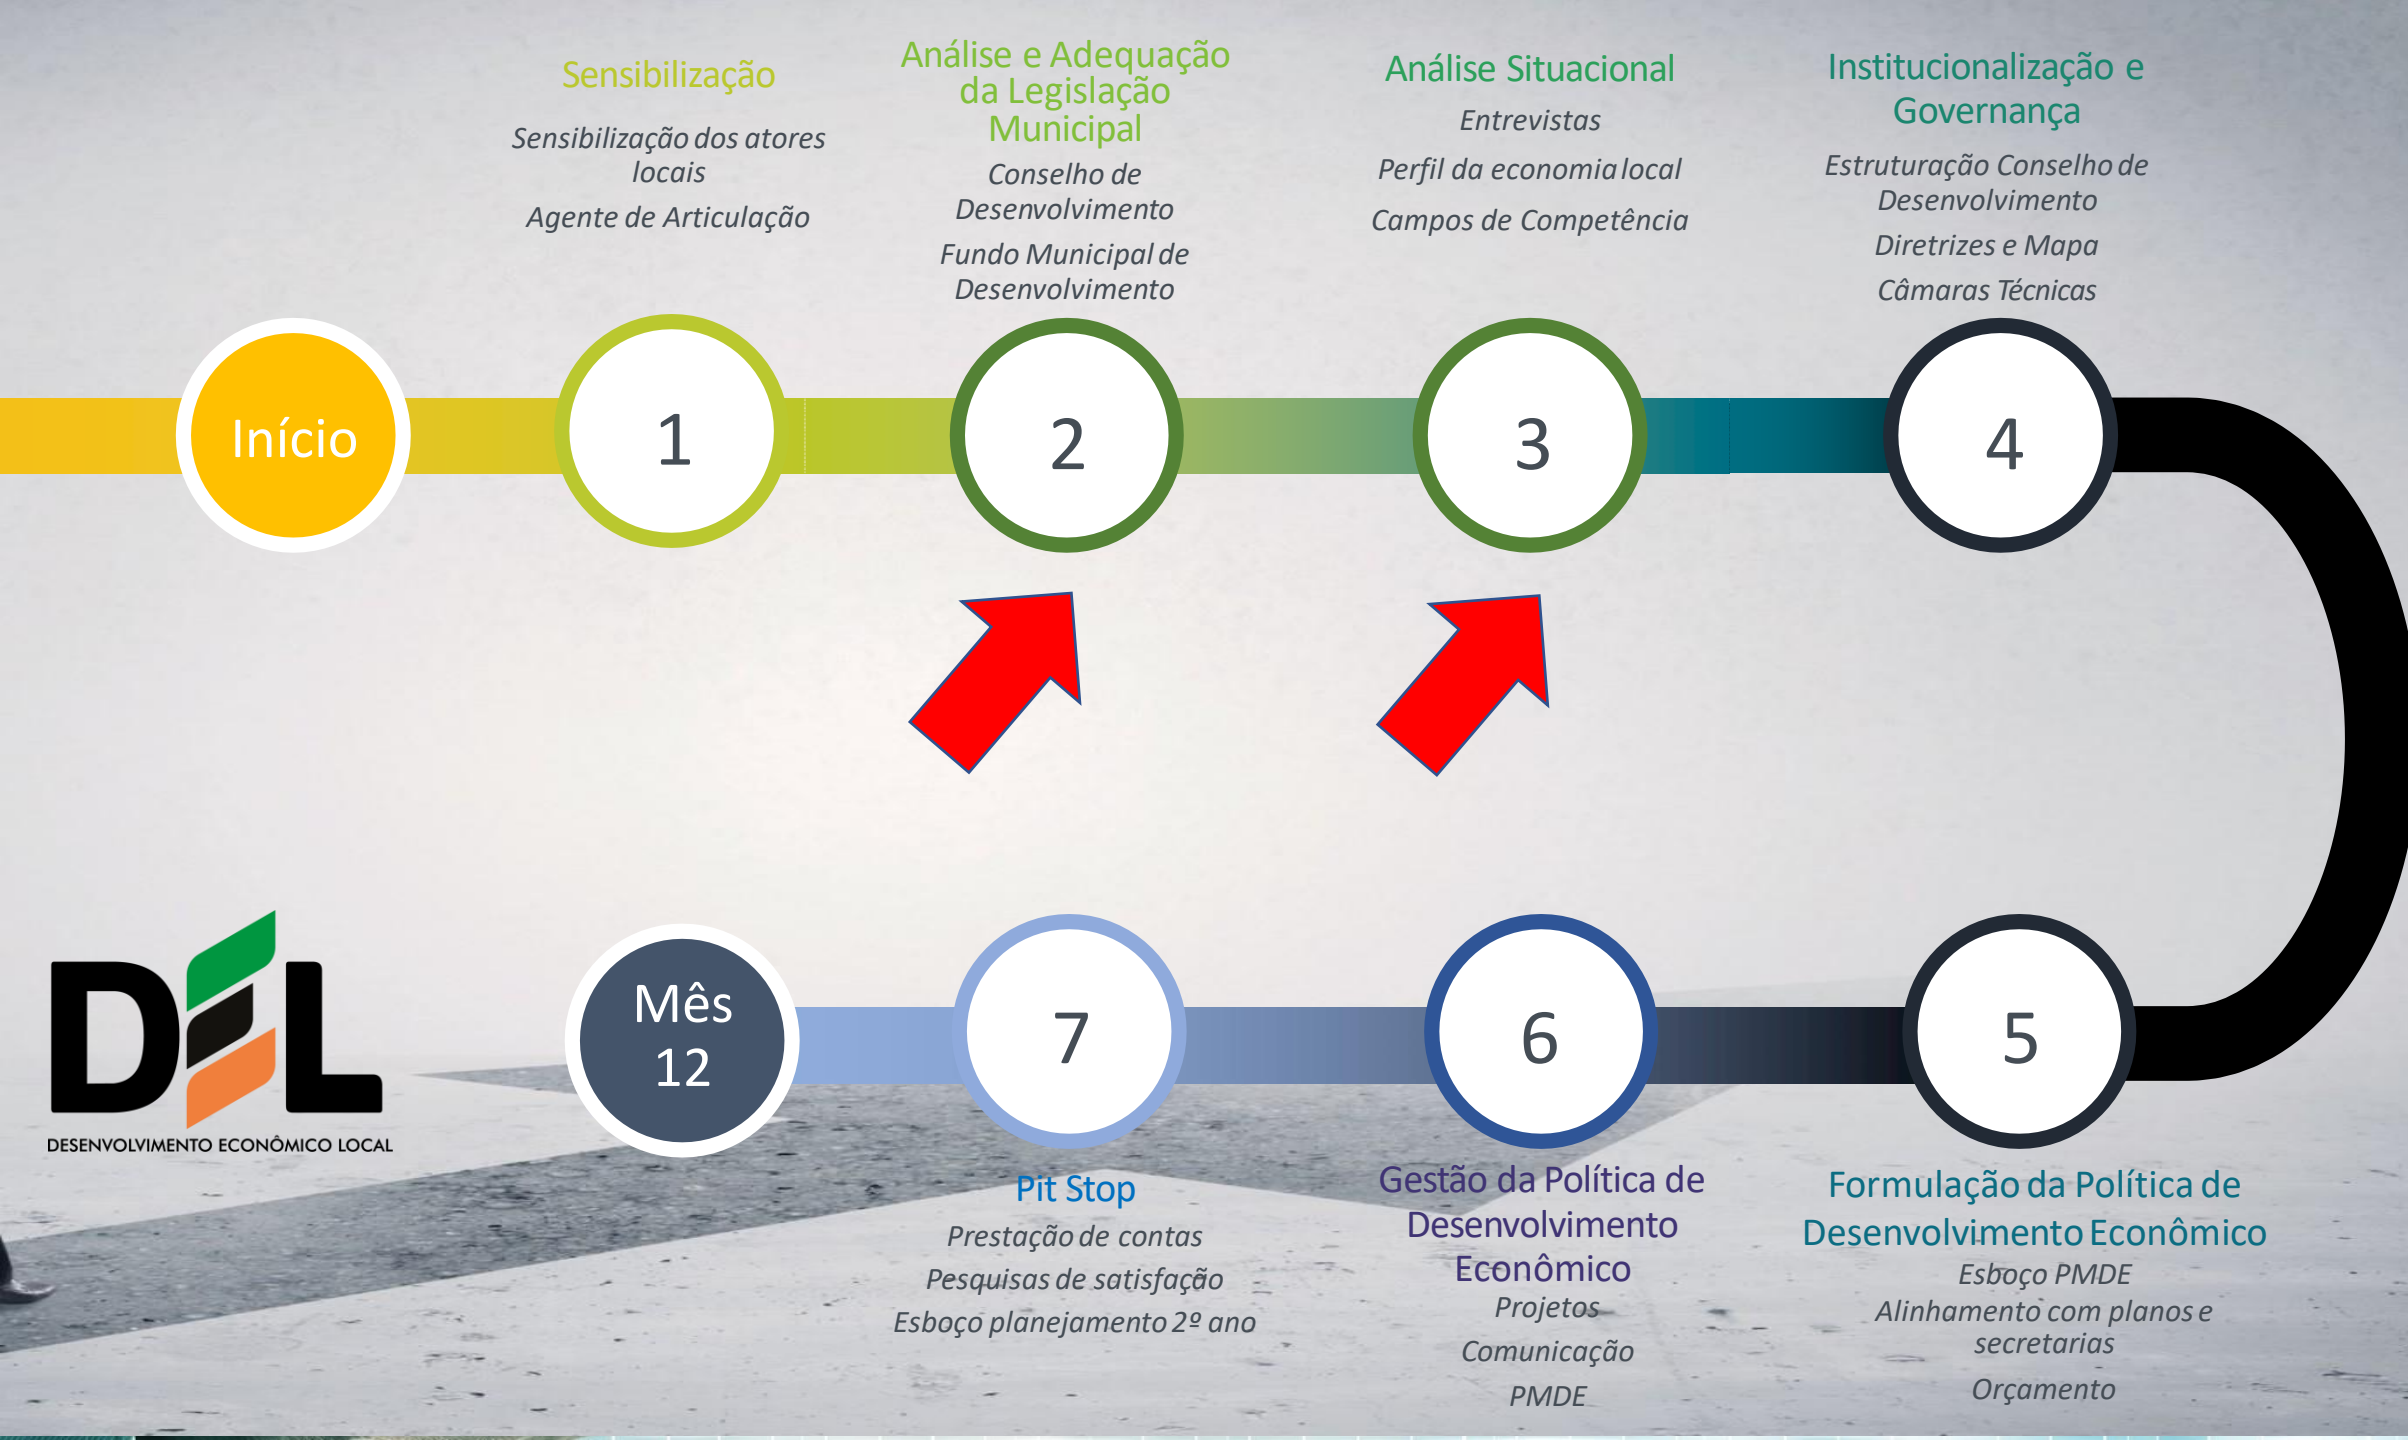 Sensibilização
Sensibilização dos atores
locais
Agente de Articulação
Análise e Adequação
da Legislação
Municipal
Conselho de
Desenvolvimento
Fundo Municipal de
Desenvolvimento
Análise Situacional
Entrevistas
Perfil da economia local
Campos de Competência
Institucionalização e
Governança
Estruturação Conselho de
Desenvolvimento
Diretrizes e Mapa
Câmaras Técnicas
Início
1
2
3
4
DEL
DESENVOLVIMENTO ECONÔMICO LOCAL
Mês
12
7
6
5
Pit Stop
Prestação de contas
Pesquisas de satisfação
Esboço planejamento 2º ano
Gestão da Política de
Desenvolvimento
Econômico
Projetos
Comunicação
PMDE
Formulação da Política de
Desenvolvimento Econômico
Esboço PMDE
Alinhamento com planos e
secretarias
Orçamento